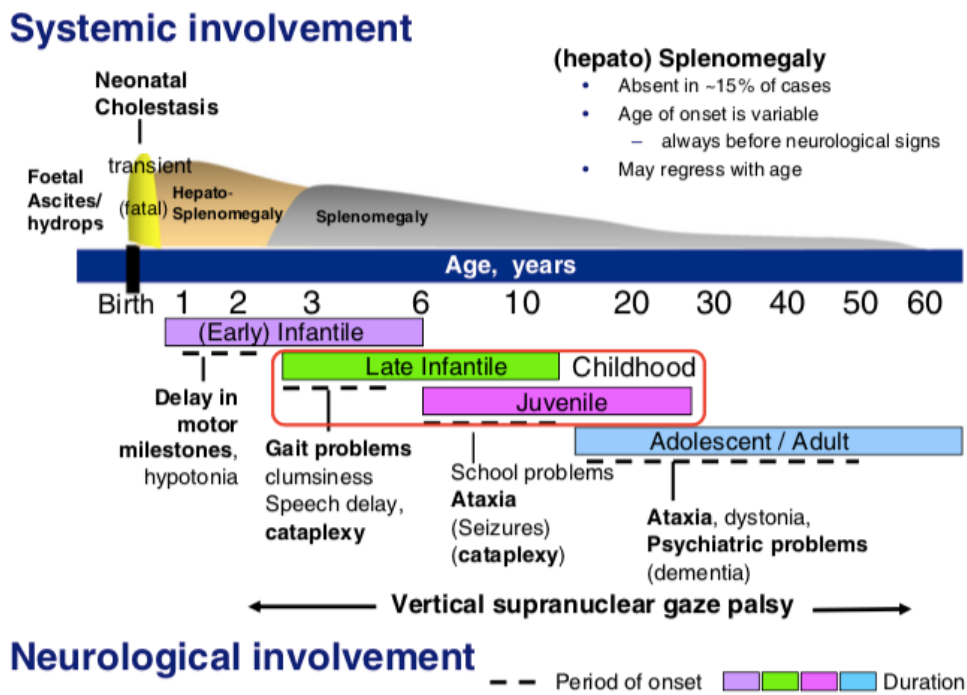 Systemic involvement
(hepato) Splenomegaly
• Absent in ~15% of cases
• Age of onset is variable
– always before neurological signs
• May regress with age
Neonatal
Cholestasis
transient
(fatal)
Foetal
Ascites/
hydrops
Hepato-
Splenomegaly
Splenomegaly
Age, years
Birth 1 2 3 6 10 20 30 40 50 60
(Early) Infantile
Late Infantile
Childhood
Juvenile
Adolescent / Adult
Delay in
motor
milestones,
hypotonia
Gait problems
clumsiness
Speech delay,
cataplexy
School problems
Ataxia
(Seizures)
(cataplexy)
Ataxia, dystonia,
Psychiatric problems
(dementia)
Vertical supranuclear gaze palsy
Neurological involvement
Period of onset
Duration